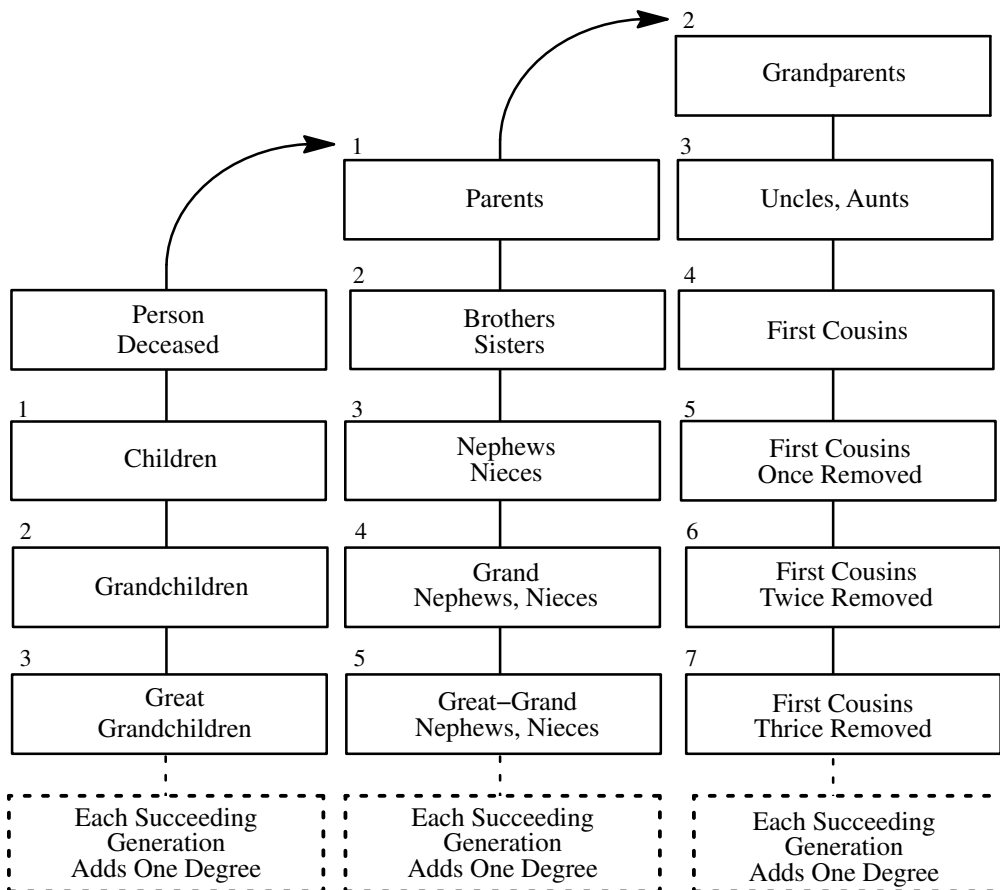 2
Grandparents
1
Parents
3
Uncles, Aunts
Person
Deceased
2
Brothers
Sisters
4
First Cousins
1
Children
3
Nephews
Nieces
5
First Cousins
Once Removed
2
Grandchildren
4
Grand
Nephews, Nieces
6
First Cousins
Twice Removed
3
Great
Grandchildren
5
Great−Grand
Nephews, Nieces
7
First Cousins
Thrice Removed
Each Succeeding
Generation
Adds One Degree
Each Succeeding
Generation
Adds One Degree
Each Succeeding
Generation
Adds One Degree